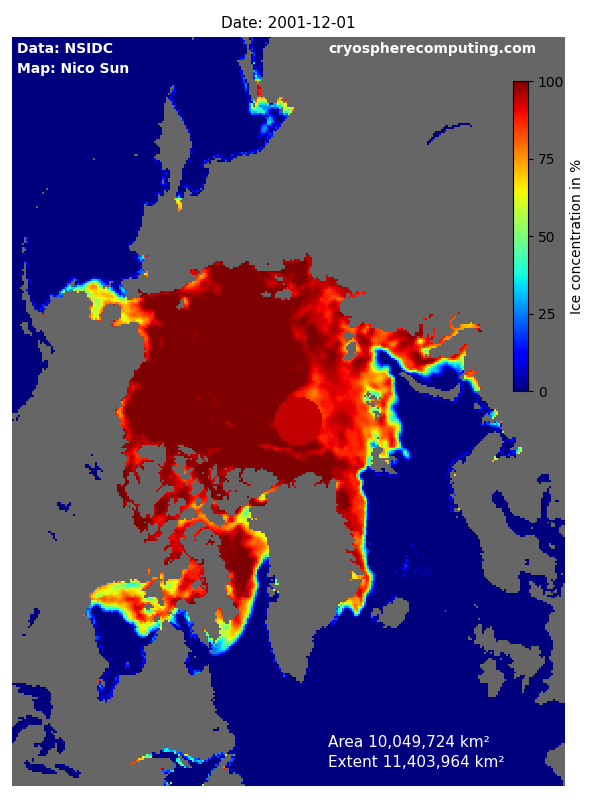 Date: 2001-12-01
Data: NSIDC
Map: Nico Sun
cryospherecomputing.com
100
75
50
25
0
Ice concentration in %
Area 10,049,724 km²
Extent 11,403,964 km²